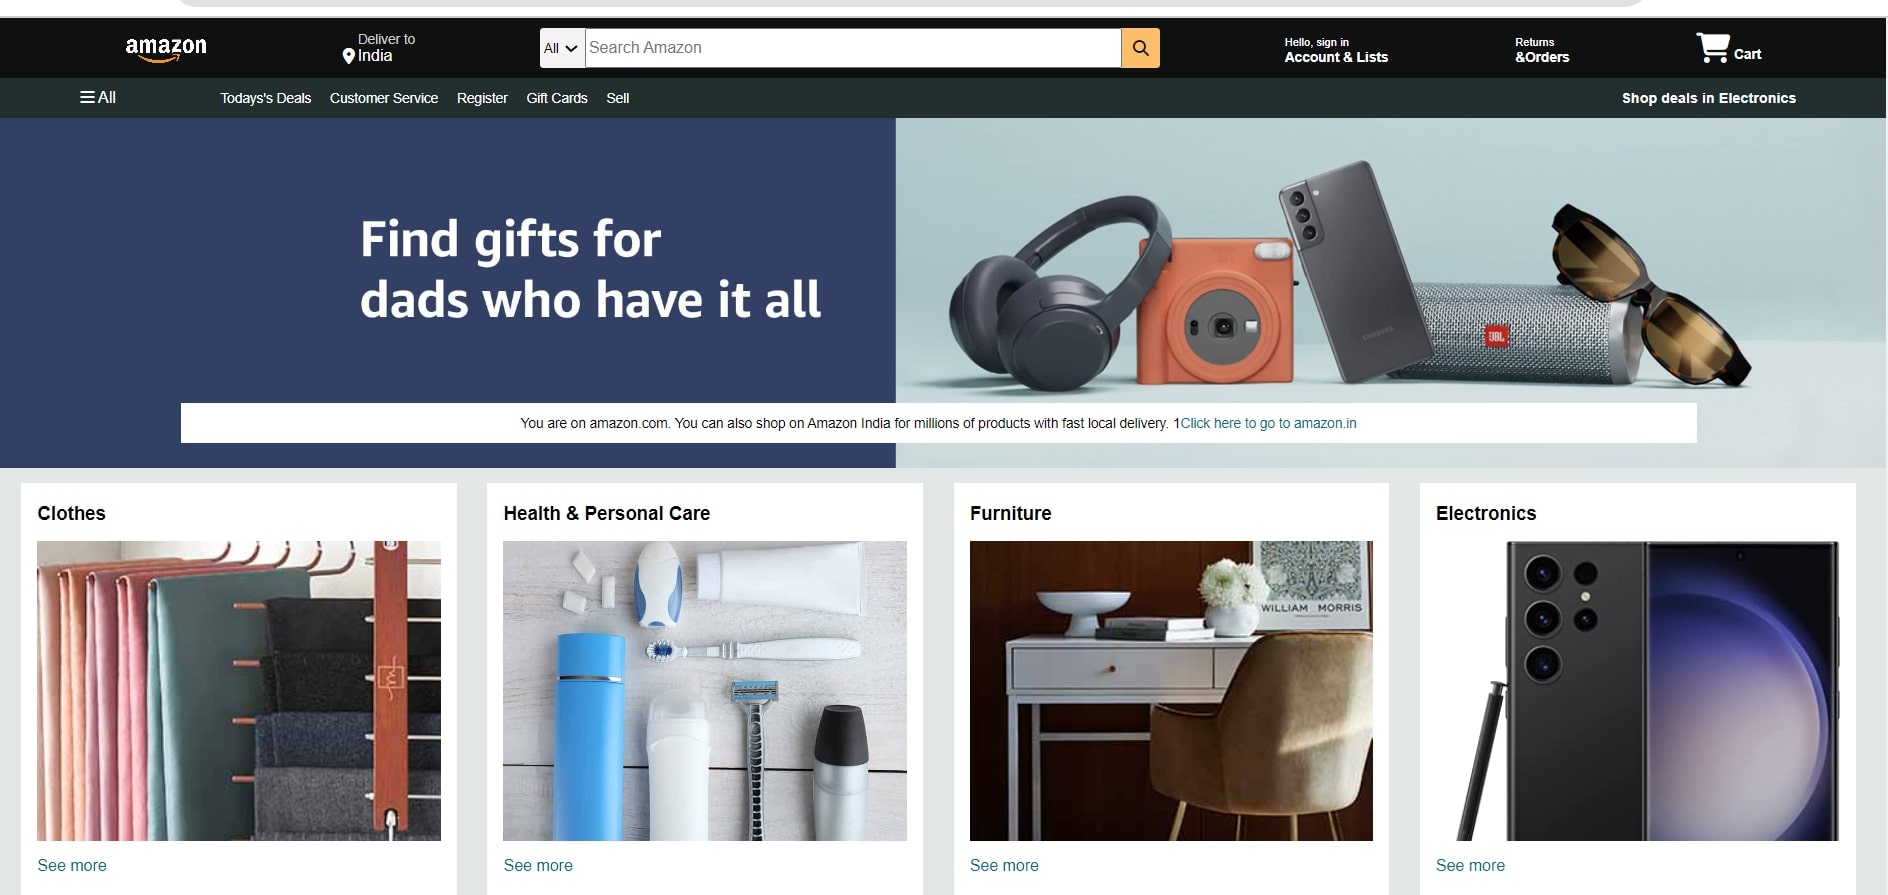 amazon
Deliver to
India
All
Search Amazon
Hello, sign in
Account & Lists
Returns
&Orders
Cart
All
Todays's Deals
Customer Service
Register
Gift Cards
Sell
Shop deals in Electronics
Find gifts for
dads who have it all
SAMSUNG
JBL
You are on amazon.com. You can also shop on Amazon India for millions of products with fast local delivery. 1Click here to go to amazon.in
Clothes
Health & Personal Care
Furniture
Electronics
WILLIAM MORRIS
See more
See more
See more
See more